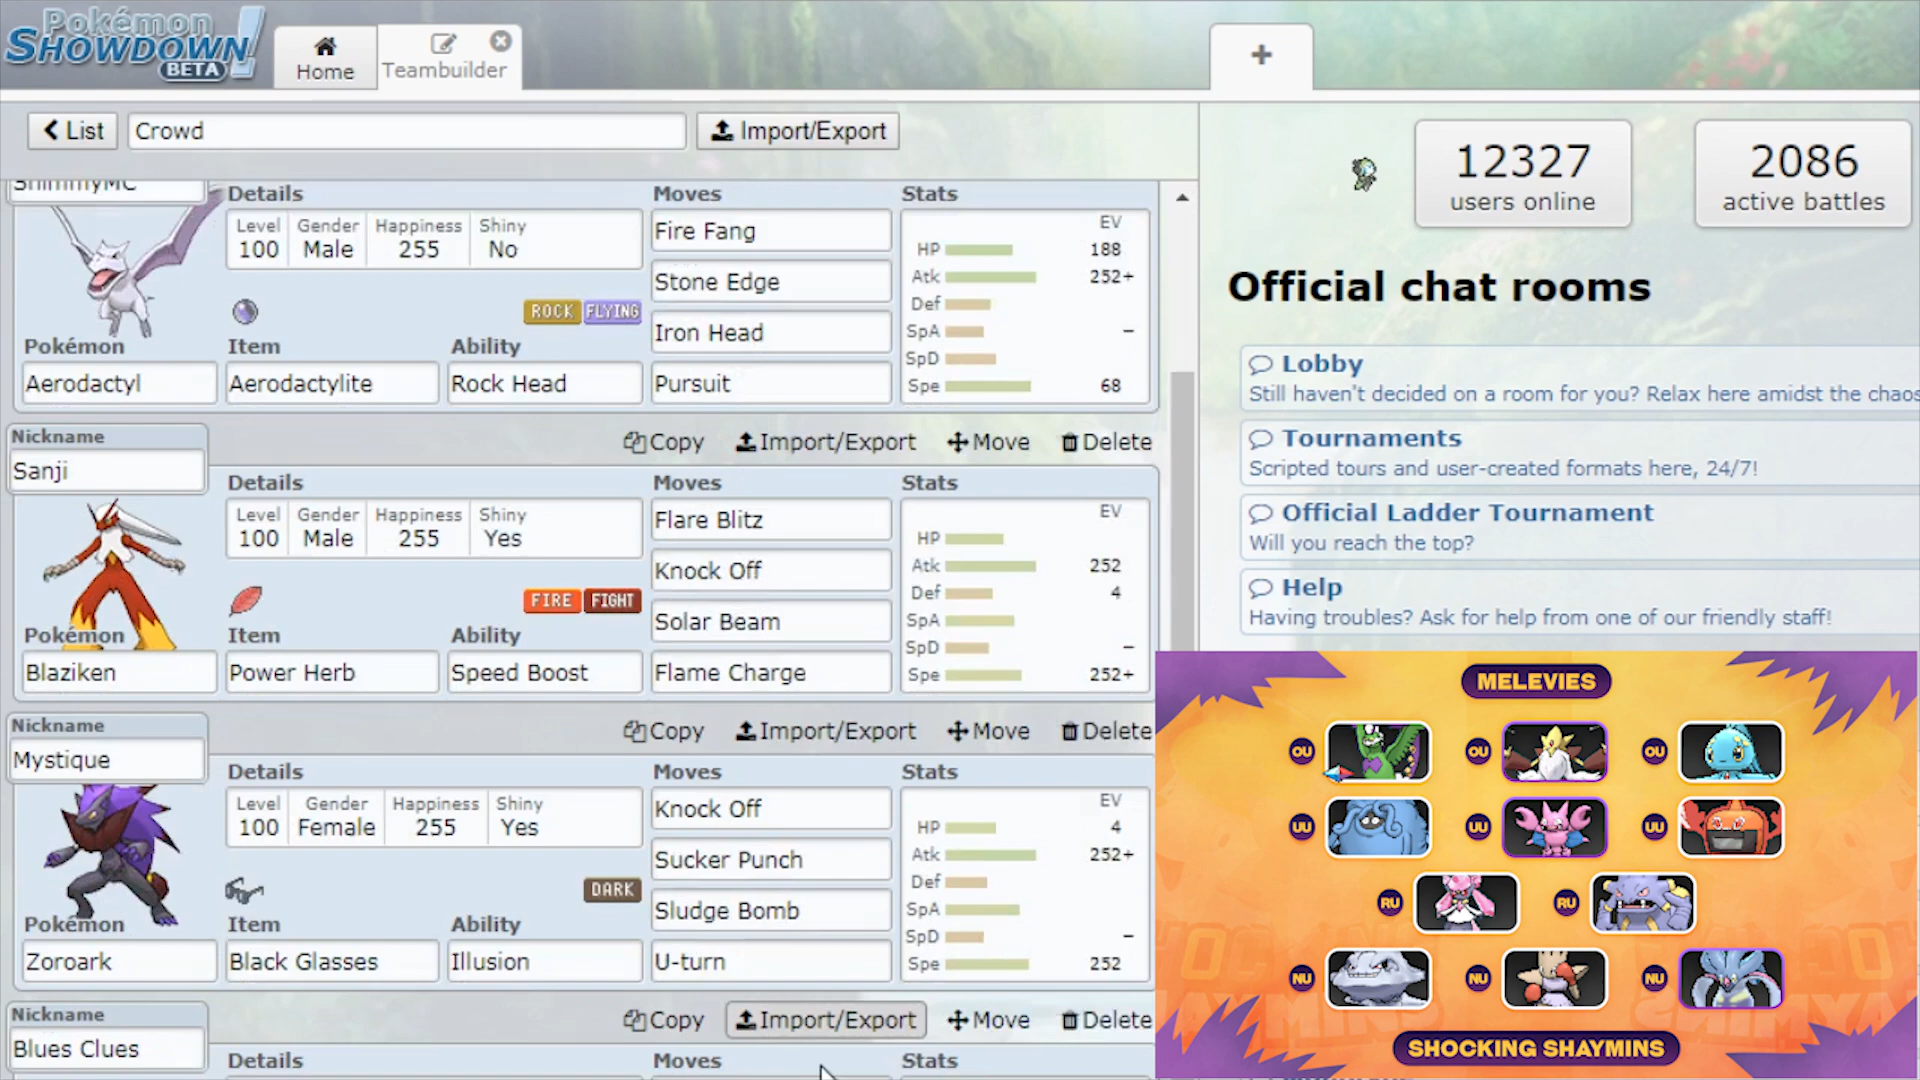 Pokémon
SHOWDOWN!
BETA
Home
Teambuilder
List
Crowd
Import/Export
ShimmyMC
Details
Moves
Stats
Level
Gender
Happiness
Shiny
100
Male
255
No
Fire Fang
Stone Edge
Iron Head
Pursuit
EV
HP 188
Atk 252+
Def
SpA –
SpD
Spe 68
ROCK FLYING
Pokémon
Item
Ability
Aerodactyl
Aerodactylite
Rock Head
Nickname
Sanji
Copy Import/Export Move Delete
Details
Moves
Stats
Level
Gender
Happiness
Shiny
100
Male
255
Yes
Flare Blitz
Knock Off
Solar Beam
Flame Charge
EV
HP
Atk 252
Def 4
SpA
SpD –
Spe 252+
FIRE FIGHT
Pokémon
Item
Ability
Blaziken
Power Herb
Speed Boost
Nickname
Mystique
Copy Import/Export Move Delete
Details
Moves
Stats
Level
Gender
Happiness
Shiny
100
Female
255
Yes
Knock Off
Sucker Punch
Sludge Bomb
U-turn
EV
HP 4
Atk 252+
Def
SpA
SpD –
Spe 252
DARK
Pokémon
Item
Ability
Zoroark
Black Glasses
Illusion
Nickname
Blues Clues
Copy Import/Export Move Delete
Details
Moves
Stats
12327
users online
2086
active battles
Official chat rooms
Lobby
Still haven't decided on a room for you? Relax here amidst the chaos
Tournaments
Scripted tours and user-created formats here, 24/7!
Official Ladder Tournament
Will you reach the top?
Help
Having troubles? Ask for help from one of our friendly staff!
MELEVIES
OU OU OU
UU UU UU
RU RU
NU NU NU
SHOCKING SHAYMINS